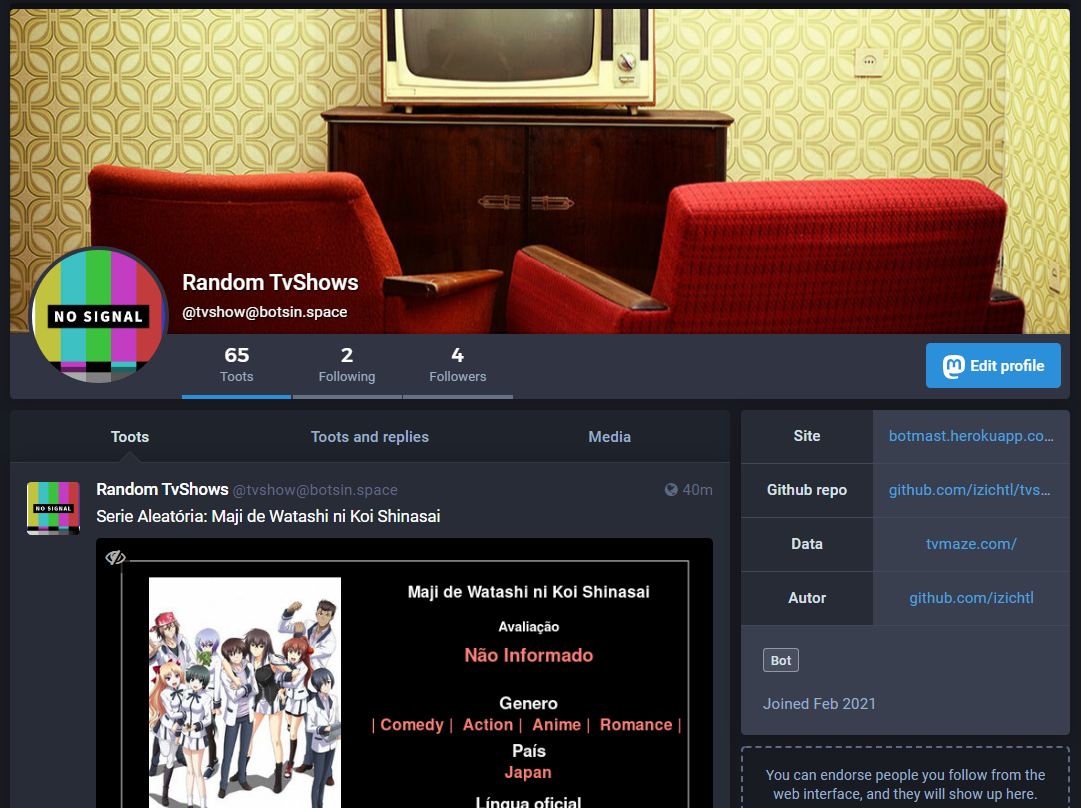 NO SIGNAL
Random TvShows
@tvshow@botsin.space
65
Toots
2
Following
4
Followers
Edit profile
Toots
Toots and replies
Media
NO SIGNAL
Random TvShows @tvshow@botsin.space 40m
Serie Aleatória: Maji de Watashi ni Koi Shinasai
Maji de Watashi ni Koi Shinasai
Avaliação
Não Informado
Genero
| Comedy | Action | Anime | Romance |
País
Japan
Língua oficial
Site botmast.herokuapp.co...
Github repo github.com/izichtl/tvs...
Data tvmaze.com/
Autor github.com/izichtl
Bot
Joined Feb 2021
You can endorse people you follow from the
web interface, and they will show up here.